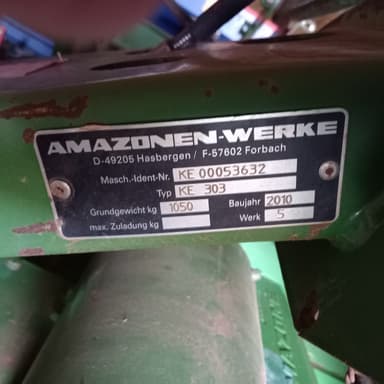 AMAZONEN-WERKE
D-49205 Hasbergen / F-57602 Forbach
Masch.-Ident-Nr. KE 00053632
Typ KE 303
Grundgewicht kg 1050 Baujahr 2010
max. Zuladung kg Werk 5